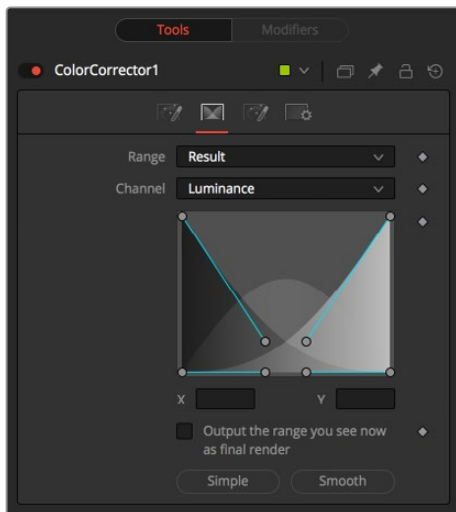 Tools Modifiers
ColorCorrector1
Range Result
Channel Luminance
X Y
Output the range you see now
as final render
Simple Smooth